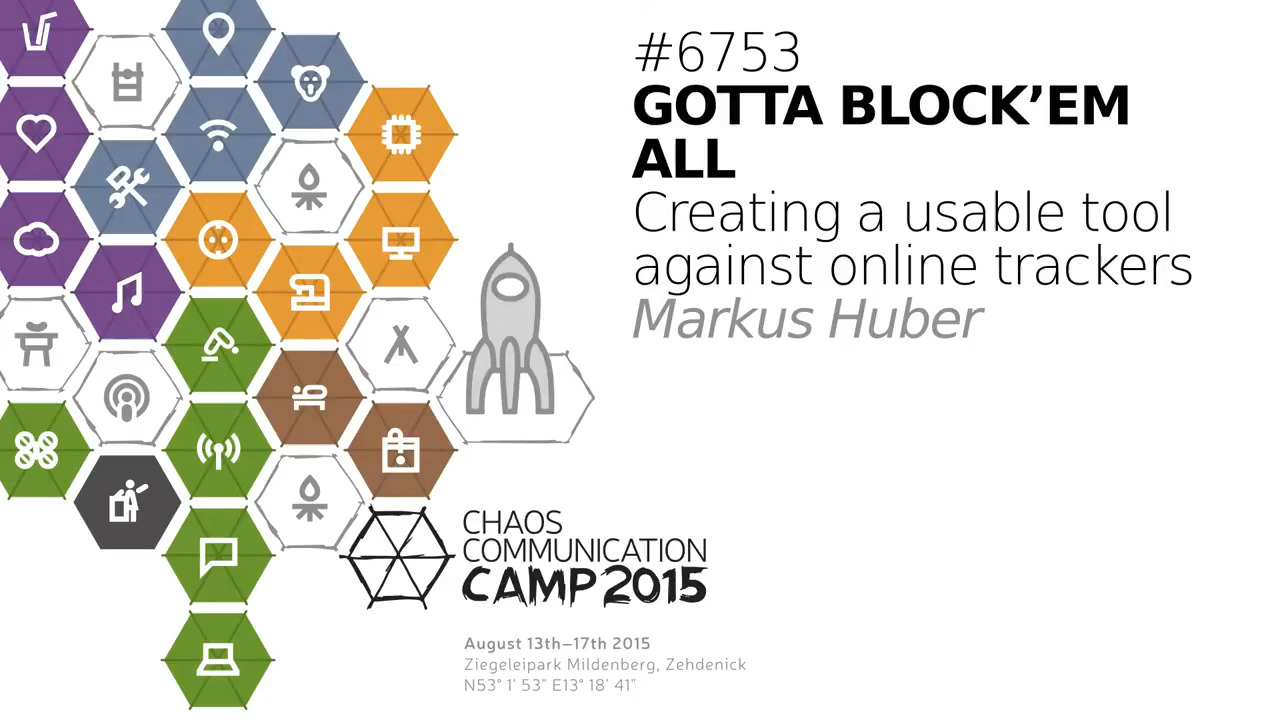 #6753
GOTTA BLOCK’EM
ALL
Creating a usable tool
against online trackers
Markus Huber
CHAOS
COMMUNICATION
CAMP 2015
August 13th–17th 2015
Ziegeleipark Mildenberg, Zehdenick
N53° 1' 53" E13° 18' 41"